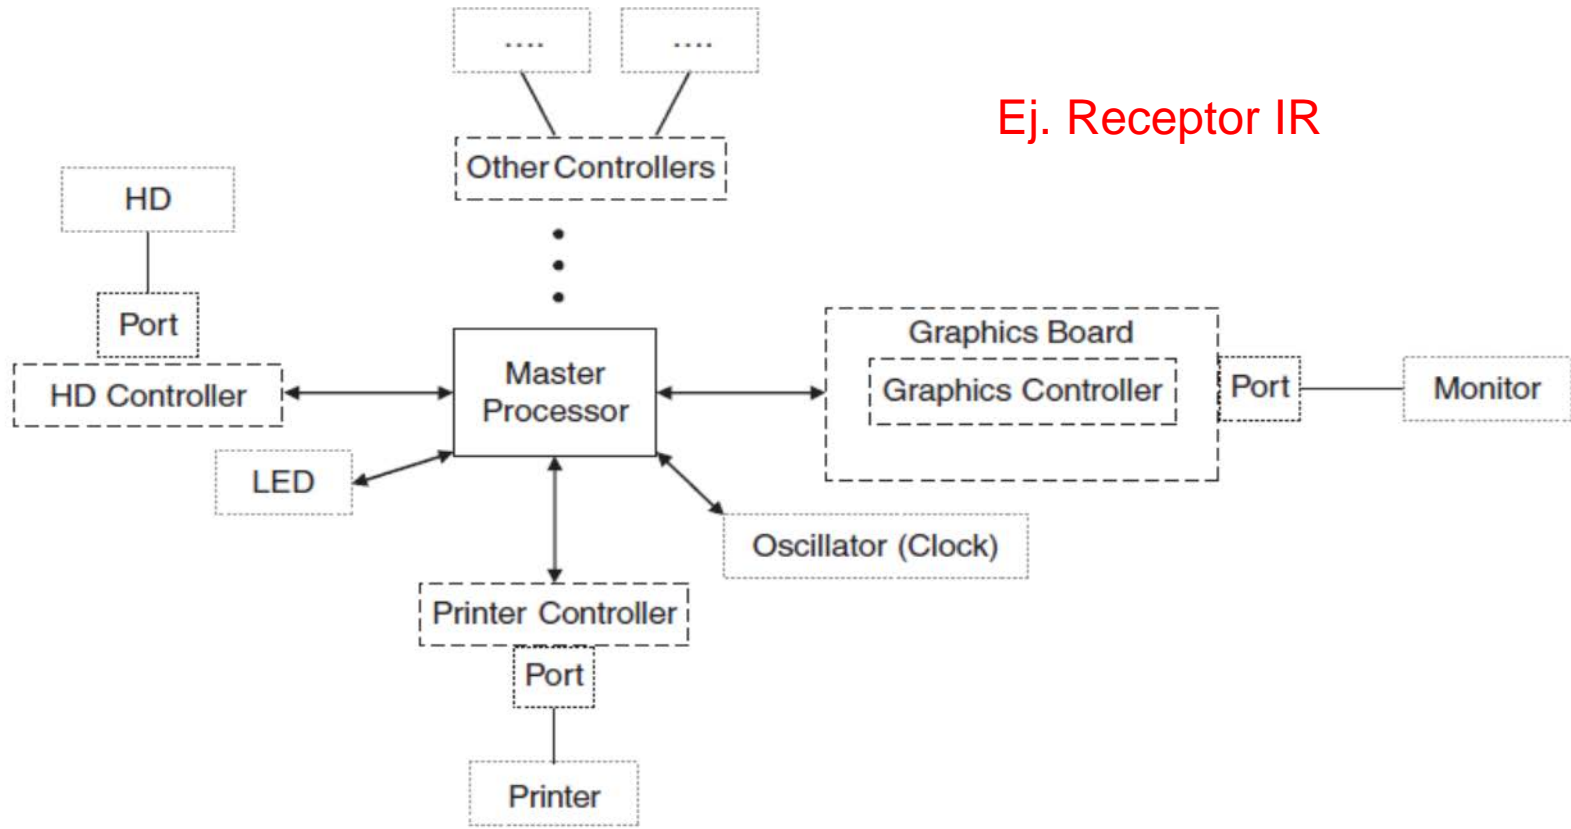 .... ....
Ej. Receptor IR
Other Controllers
HD
Port
HD Controller
Master
Processor
Graphics Board
Graphics Controller
Port
Monitor
LED
Oscillator (Clock)
Printer Controller
Port
Printer